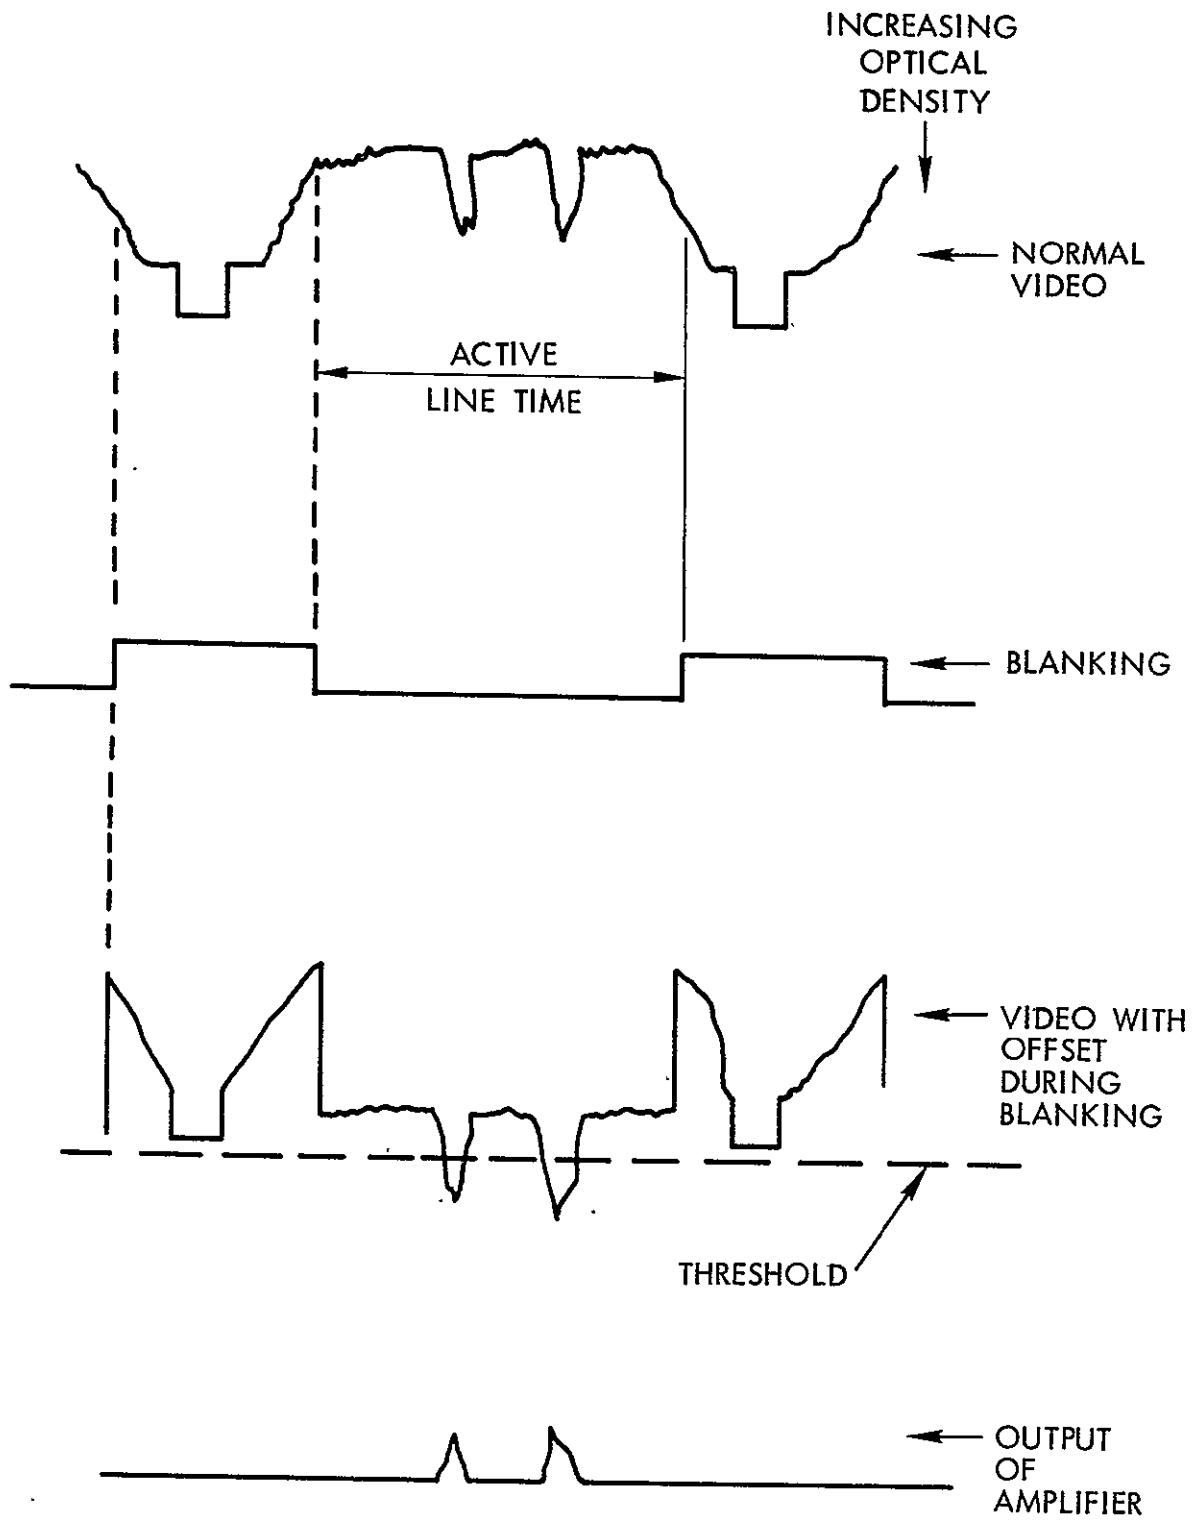 INCREASING
OPTICAL
DENSITY
NORMAL
VIDEO
ACTIVE
LINE TIME
BLANKING
VIDEO WITH
OFFSET
DURING
BLANKING
THRESHOLD
OUTPUT
OF
AMPLIFIER